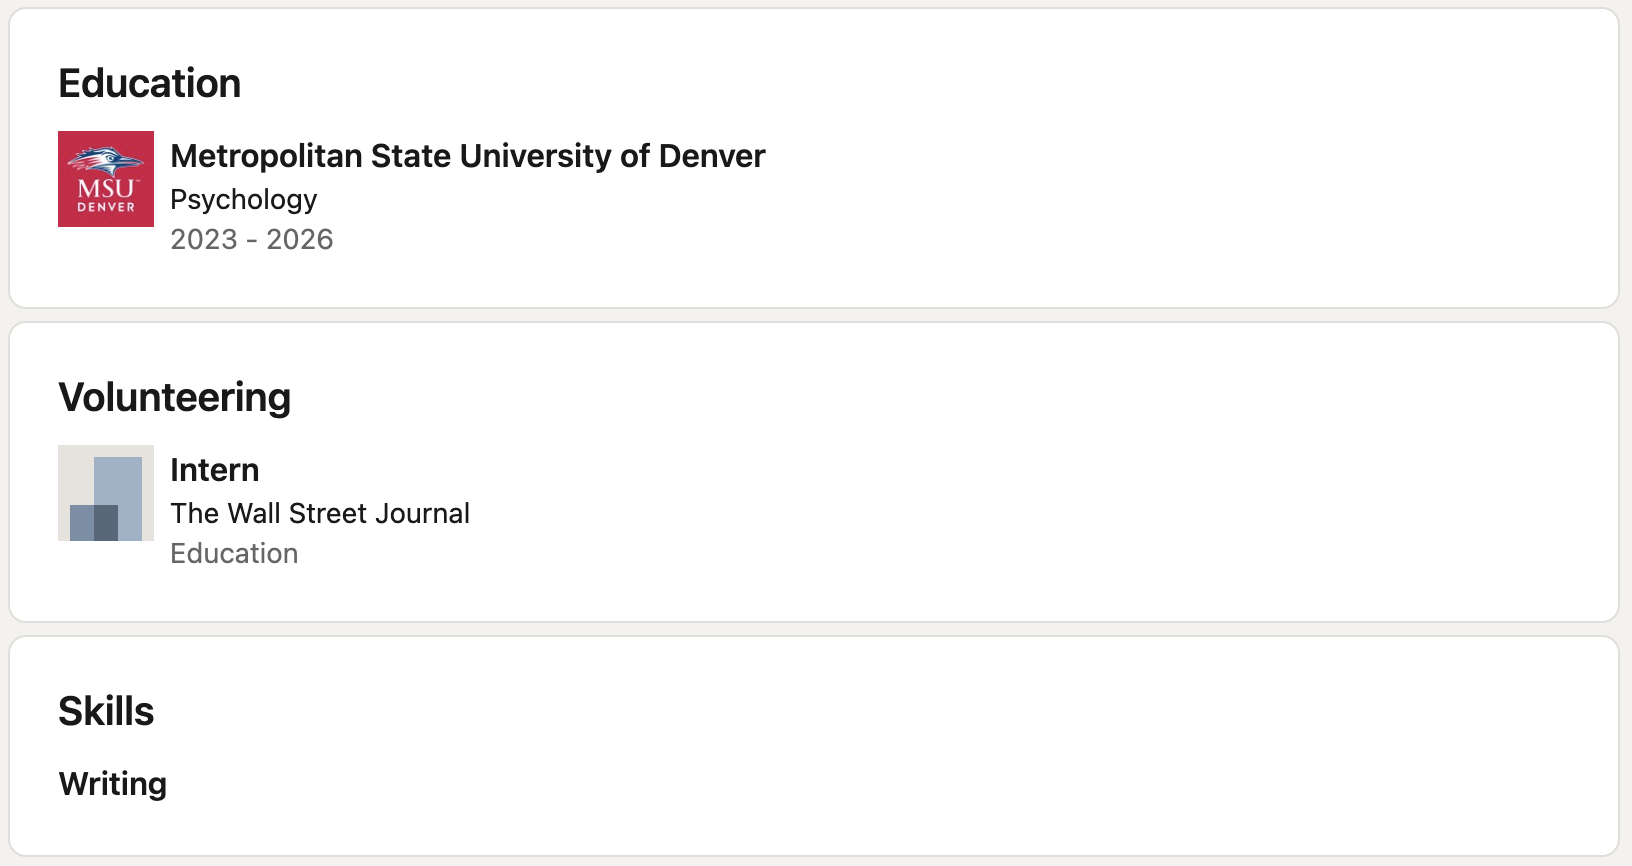 Education
MSU
DENVER
Metropolitan State University of Denver
Psychology
2023 - 2026
Volunteering
Intern
The Wall Street Journal
Education
Skills
Writing